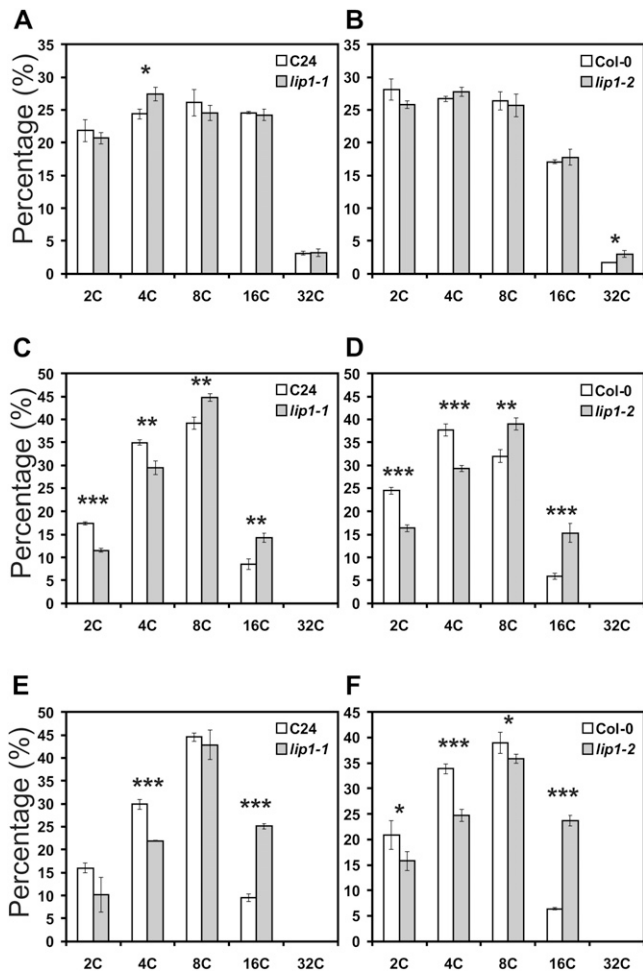 A
Percentage (%)
35
30
25
20
15
10
5
0
*
C24
lip1-1
2C 4C 8C 16C 32C
B
35
30
25
20
15
10
5
0
*
Col-0
lip1-2
2C 4C 8C 16C 32C
C
Percentage (%)
50
45
40
35
30
25
20
15
10
5
0
*** ** ** **
C24
lip1-1
2C 4C 8C 16C 32C
D
50
45
40
35
30
25
20
15
10
5
0
*** *** ** ***
Col-0
lip1-2
2C 4C 8C 16C 32C
E
Percentage (%)
50
45
40
35
30
25
20
15
10
5
0
*** ***
C24
lip1-1
2C 4C 8C 16C 32C
F
45
40
35
30
25
20
15
10
5
0
* *** * ***
Col-0
lip1-2
2C 4C 8C 16C 32C